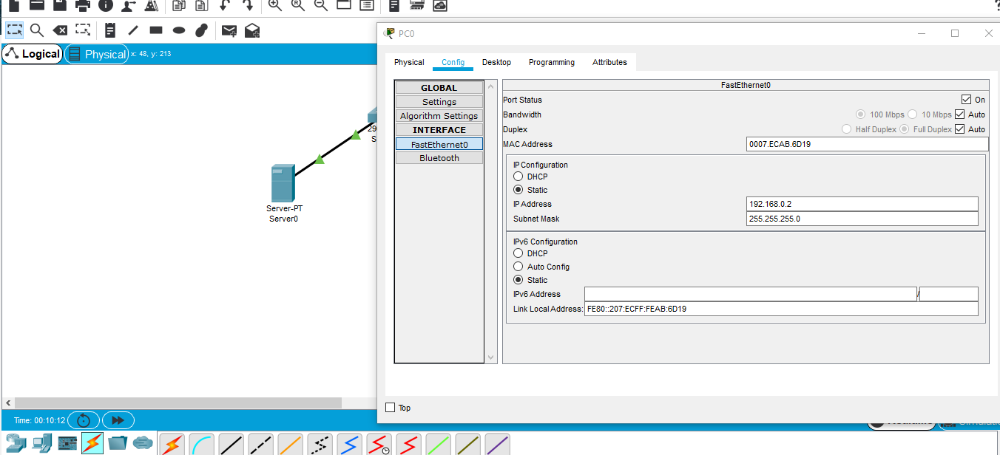 PC0
Logical
Physical
x: 48, y: 213
Physical
Config
Desktop
Programming
Attributes
GLOBAL
Settings
Algorithm Settings
INTERFACE
FastEthernet0
Bluetooth
FastEthernet0
Port Status
On
Bandwidth
100 Mbps
10 Mbps
Auto
Duplex
Half Duplex
Full Duplex
Auto
MAC Address
0007.ECAB.6D19
IP Configuration
DHCP
Static
IP Address
192.168.0.2
Subnet Mask
255.255.255.0
IPv6 Configuration
DHCP
Auto Config
Static
IPv6 Address
/
Link Local Address:
FE80::207:ECFF:FEAB:6D19
Top
29
S
Server-PT
Server0
Time: 00:10:12